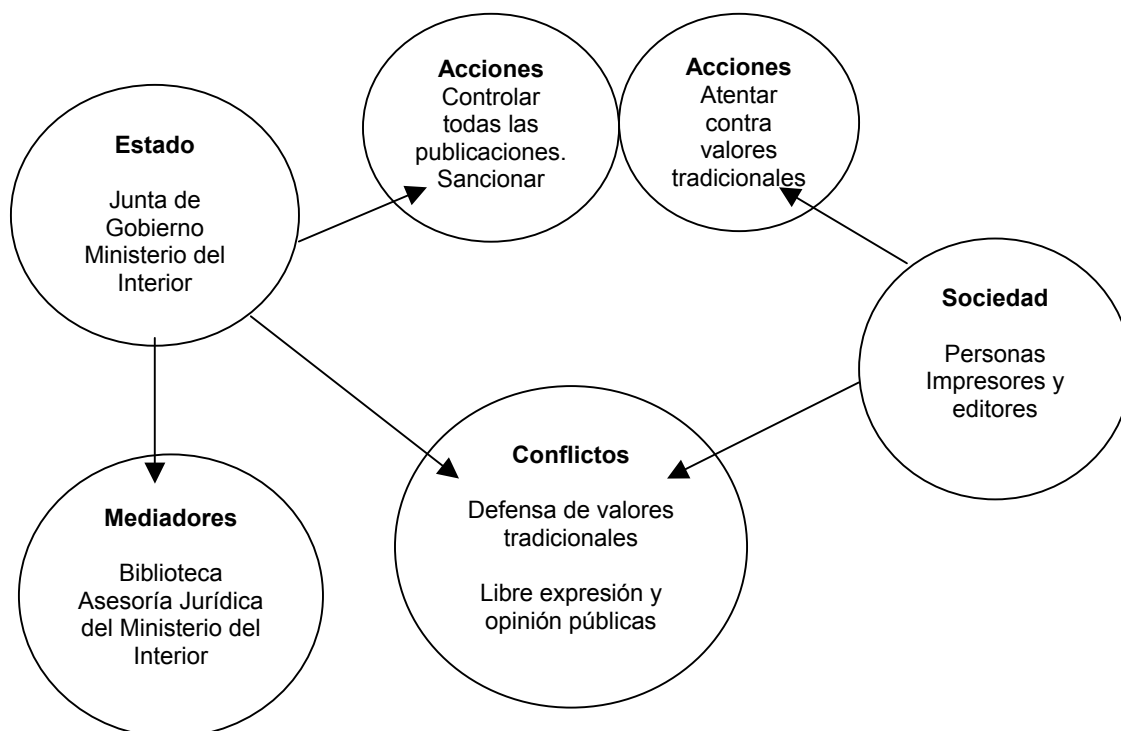 Acciones
Controlar
todas las
publicaciones.
Sancionar
Acciones
Atentar
contra
valores
tradicionales
Estado
Junta de
Gobierno
Ministerio del
Interior
Sociedad
Personas
Impresores y
editores
Conflictos
Defensa de valores
tradicionales
Libre expresión y
opinión públicas
Mediadores
Biblioteca
Asesoría Jurídica
del Ministerio del
Interior